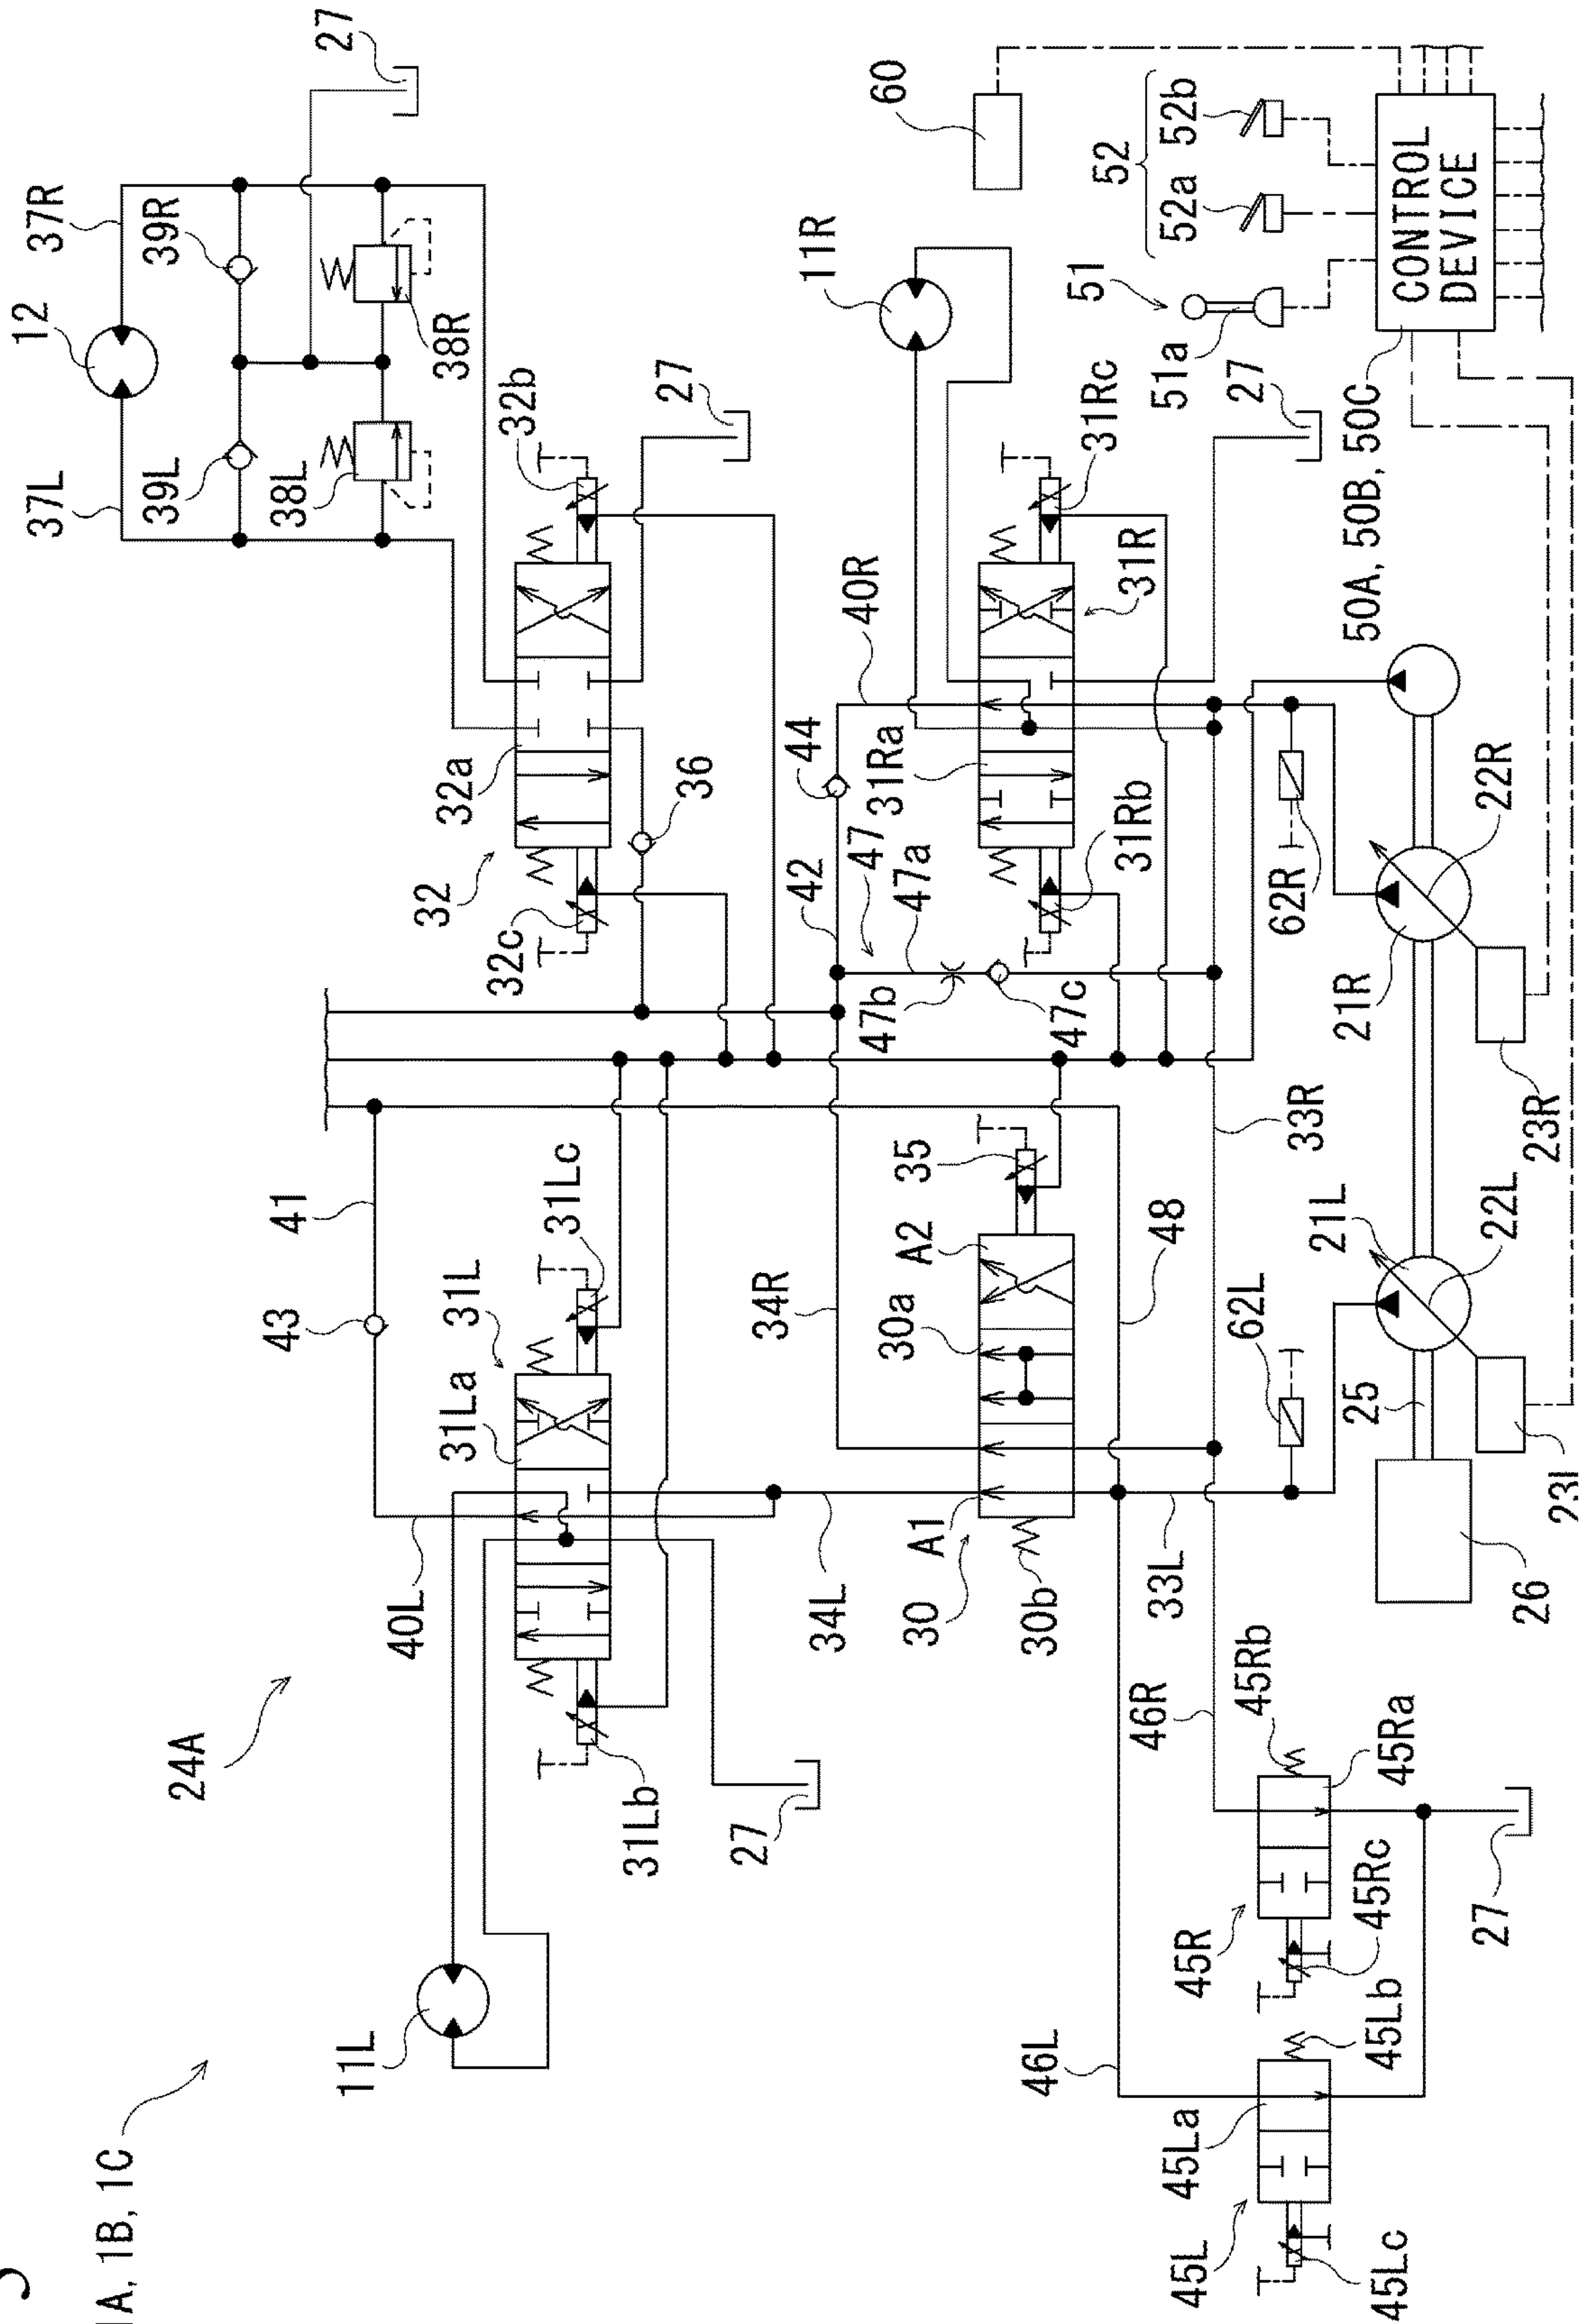 1A, 1B, 1C
24A
11L
40L
31Lb
31La
31L
31Lc
43
41
27
34L
34R
30
30a
30b
A1
A2
35
33L
48
33R
46L
46R
45L
45La
45Lb
45Lc
45R
45Ra
45Rb
45Rc
27
26
25
62L
21L
22L
23R
21R
22R
62R
32
32a
32b
32c
36
37L
12
37R
39L
39R
38L
38R
27
27
42
44
40R
47
47a
47b
47c
31Ra
31Rb
31R
31Rc
11R
27
60
51
51a
52
52a
52b
50A, 50B, 50C
CONTROL
DEVICE